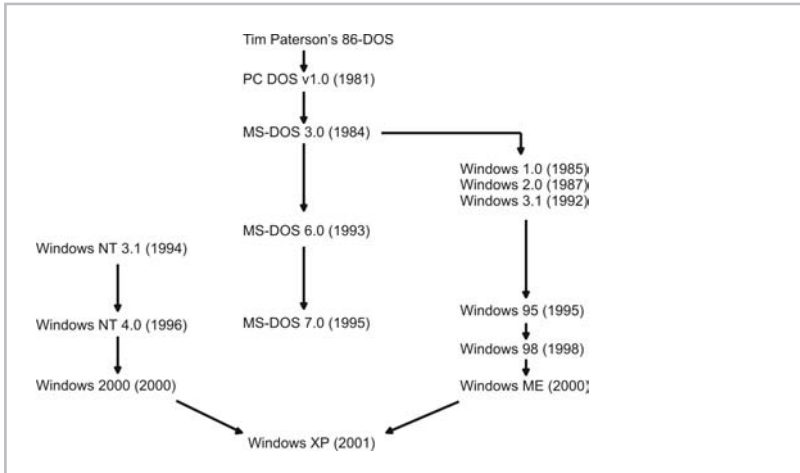 Tim Paterson's 86-DOS
PC DOS v1.0 (1981)
MS-DOS 3.0 (1984)
Windows 1.0 (1985)
Windows 2.0 (1987)
Windows 3.1 (1992)
MS-DOS 6.0 (1993)
Windows NT 3.1 (1994)
Windows 95 (1995)
Windows NT 4.0 (1996)
MS-DOS 7.0 (1995)
Windows 98 (1998)
Windows 2000 (2000)
Windows ME (2000)
Windows XP (2001)